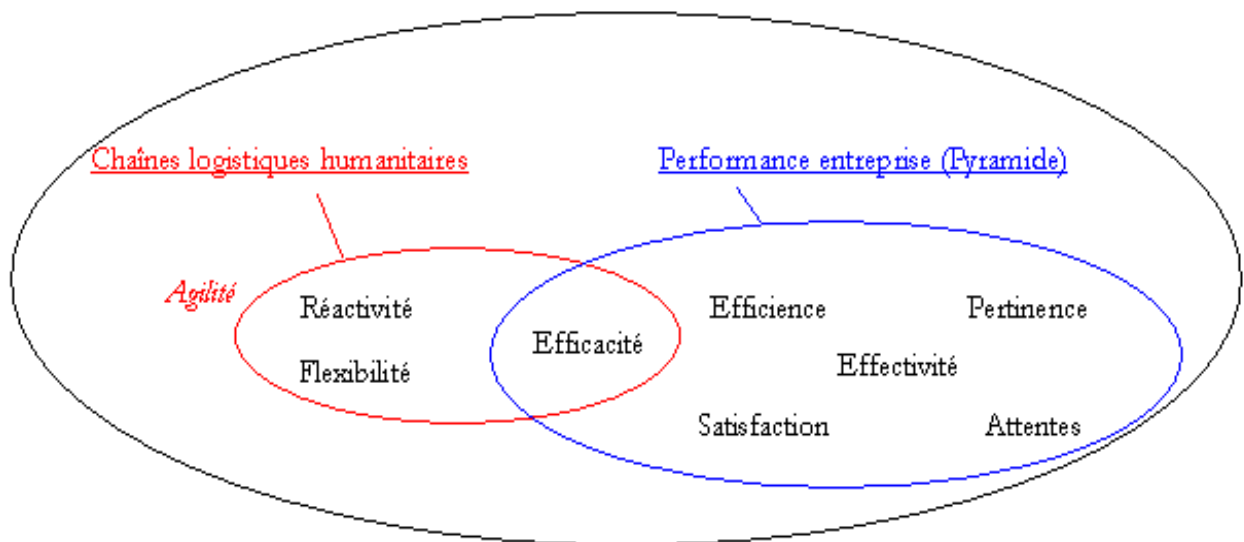 Chaînes logistiques humanitaires
Performance entreprise (Pyramide)
Agilité
Réactivité
Flexibilité
Efficacité
Efficience
Pertinence
Effectivité
Satisfaction
Attentes